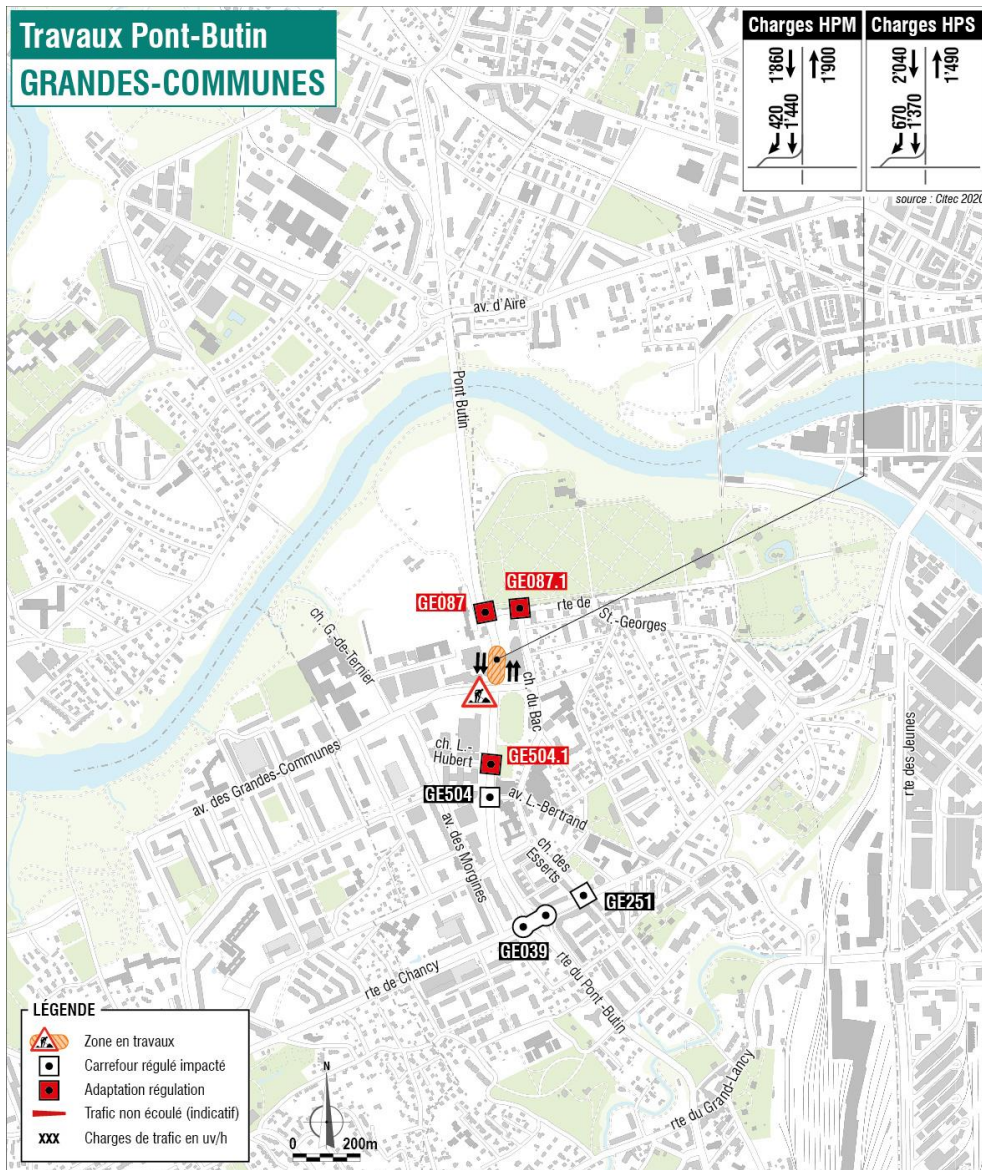 Travaux Pont-Butin
GRANDES-COMMUNES
Charges HPM
1'860
1'900
420
1'440
Charges HPS
2'040
1'490
670
1'370
source : Citec 2020
av. d'Aïre
Pont Butin
GE087
GE087.1
rte de
St.-Georges
ch. G.-de-Ternier
ch. du Bac
ch. L.-
Hubert
GE504.1
av. des Grandes-Communes
GE504
av. L.-Bertrand
rte des Jeunes
av. des Morgines
ch. des
Esserts
GE251
GE039
rte de Chancy
rte du Pont -Butin
rte du Grand-Lancy
LÉGENDE
Zone en travaux
Carrefour régulé impacté
Adaptation régulation
Trafic non écoulé (indicatif)
XXX Charges de trafic en uv/h
N
0 200m